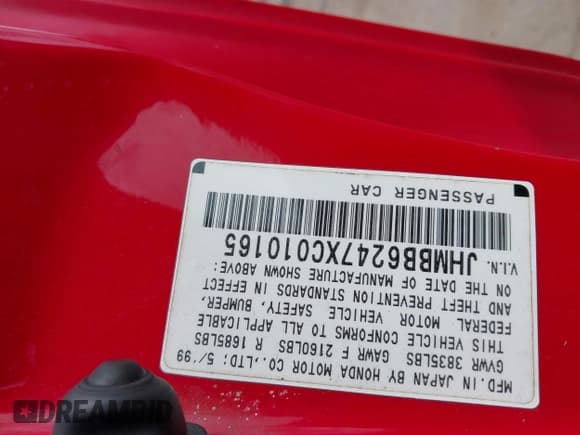 MFD.IN JAPAN BY HONDA MOTOR CO.,LTD; 5/'99
GVWR 3835LBS GAWR F 2160LBS R 1685LBS
THIS VEHICLE CONFORMS TO ALL APPLICABLE
FEDERAL MOTOR VEHICLE SAFETY, BUMPER,
AND THEFT PREVENTION STANDARDS IN EFFECT
ON THE DATE OF MANUFACTURE SHOWN ABOVE:
V.I.N. JHMBB6247XC010165
PASSENGER CAR
DREAMBID